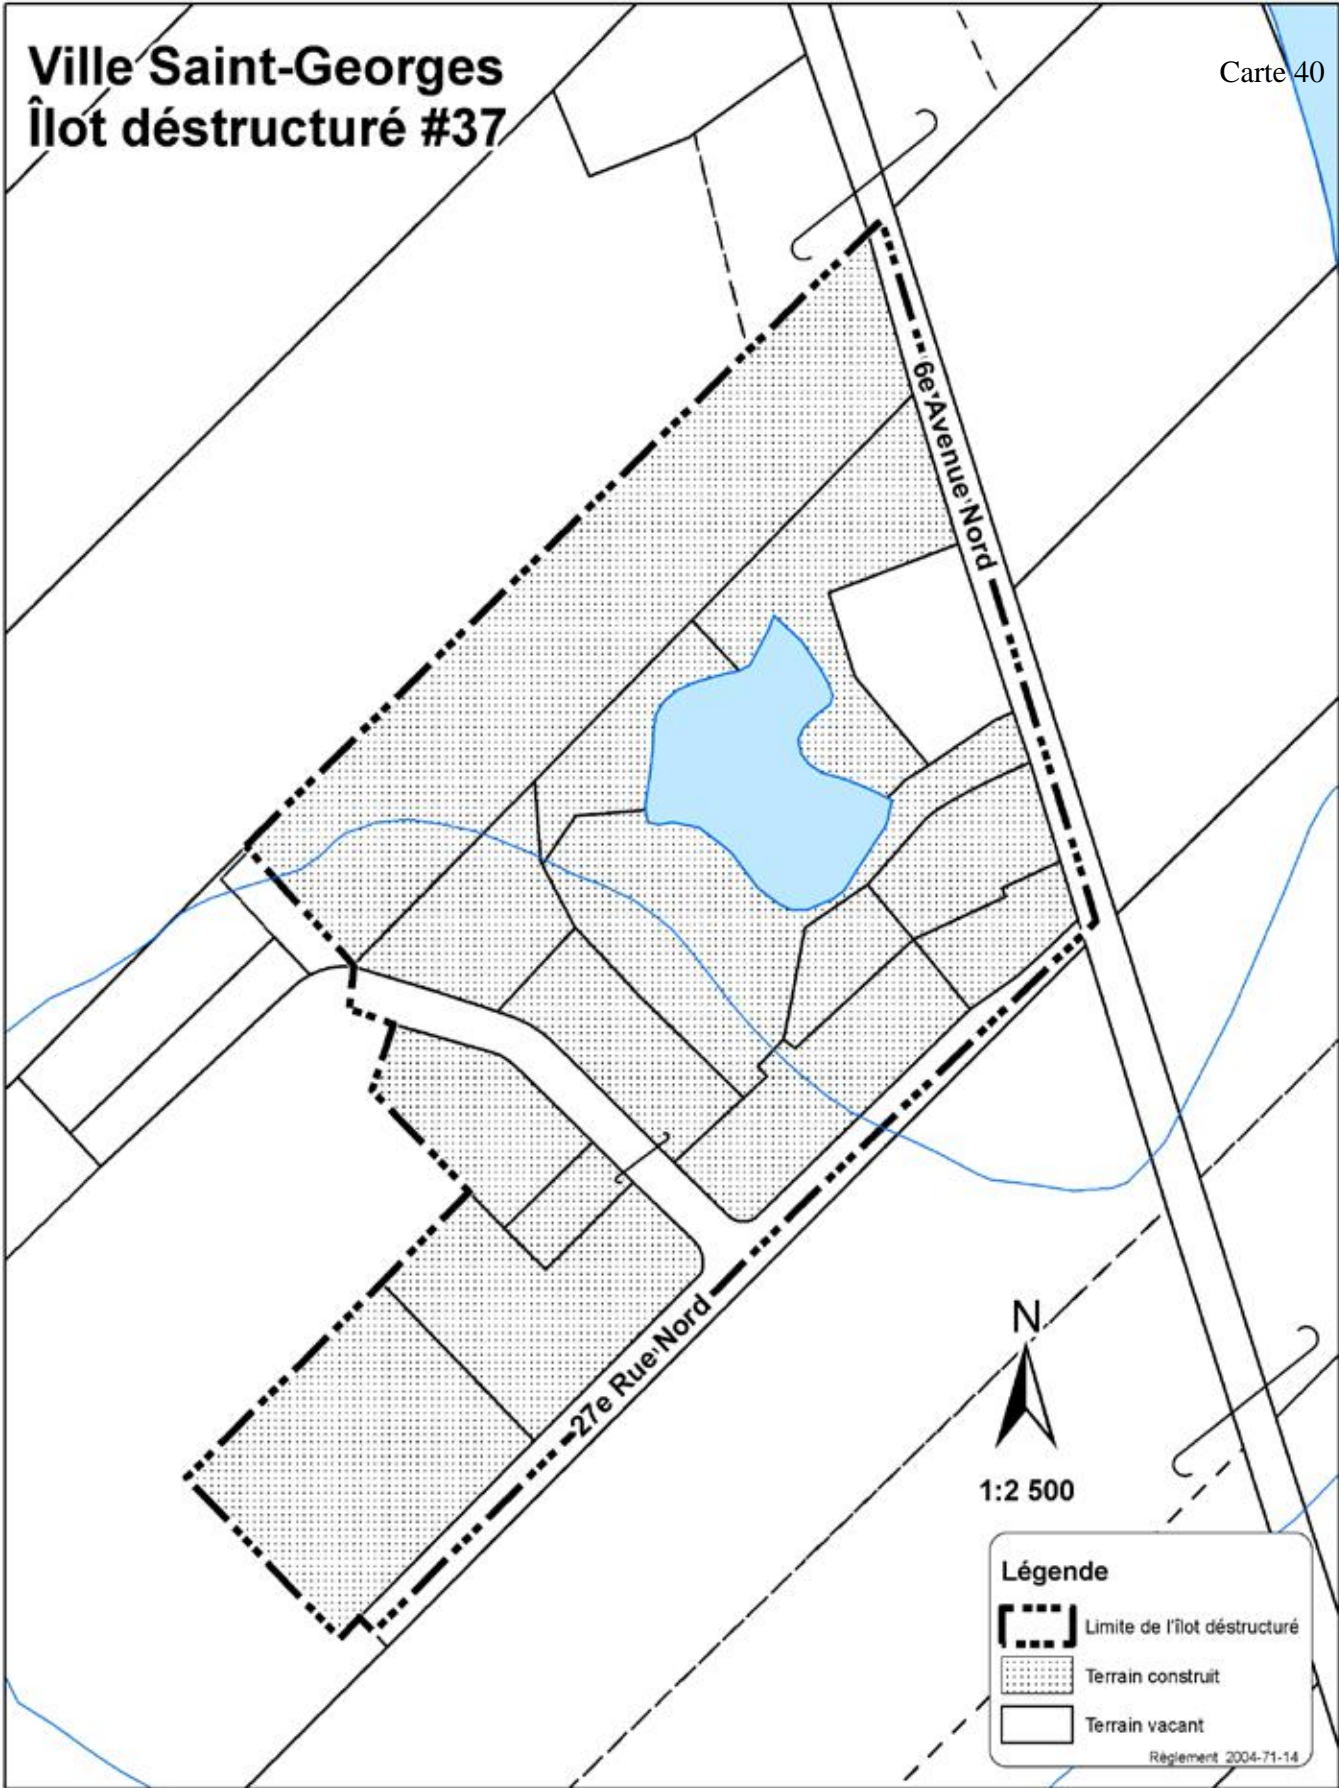 Ville Saint-Georges
Îlot déstructuré #37
Carte 40
6e Avenue Nord
27e Rue Nord
N
1:2 500
Légende
Limite de l'îlot déstructuré
Terrain construit
Terrain vacant
Règlement 2004-71-14